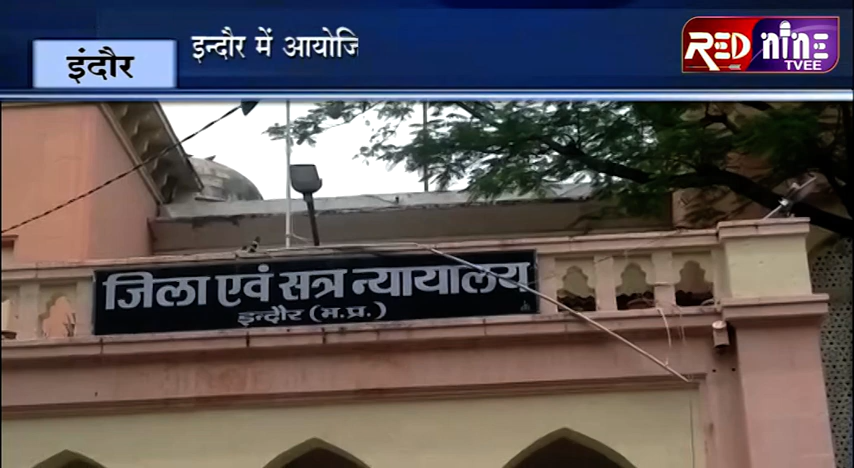 इंदौर
इन्दौर में आयोजि
RED NINE
TVEE
जिला एवं सत्र न्यायालय
इन्दौर (म.प्र.)